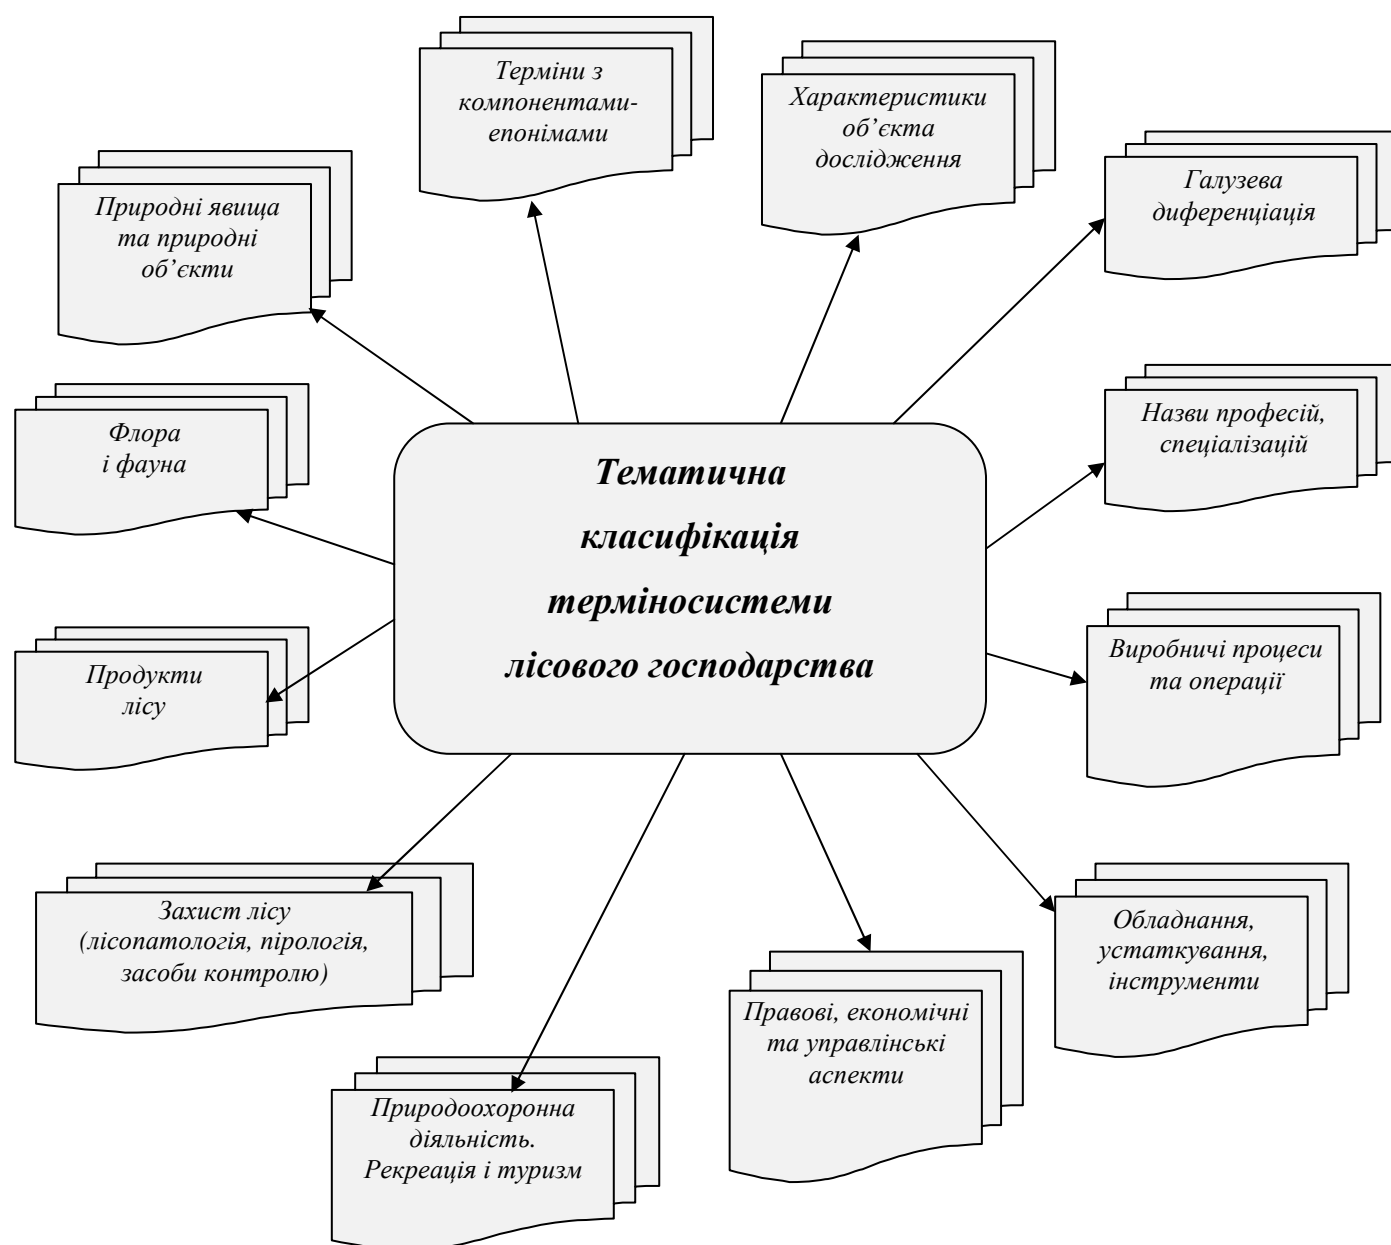 Терміни з
компонентами-
епонімами
Характеристики
об’єкта
дослідження
Галузева
диференціація
Природні явища
та природні
об’єкти
Назви професій,
спеціалізацій
Флора
і фауна
Тематична
класифікація
терміносистеми
лісового господарства
Виробничі процеси
та операції
Продукти
лісу
Захист лісу
(лісопатологія, пірологія,
засоби контролю)
Обладнання,
устаткування,
інструменти
Правові, економічні
та управлінські
аспекти
Природоохоронна
діяльність.
Рекреація і туризм